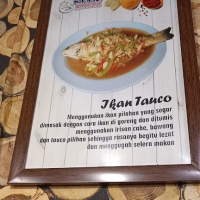 Ikan Tauco
Menggunakan ikan pilihan yang segar
dimasak dengan cara ikan di goreng dan ditumis
menggunakan irisan cabe, bawang
dan tauco pilihan sehingga rasanya begitu lezat
dan menggugah selera makan